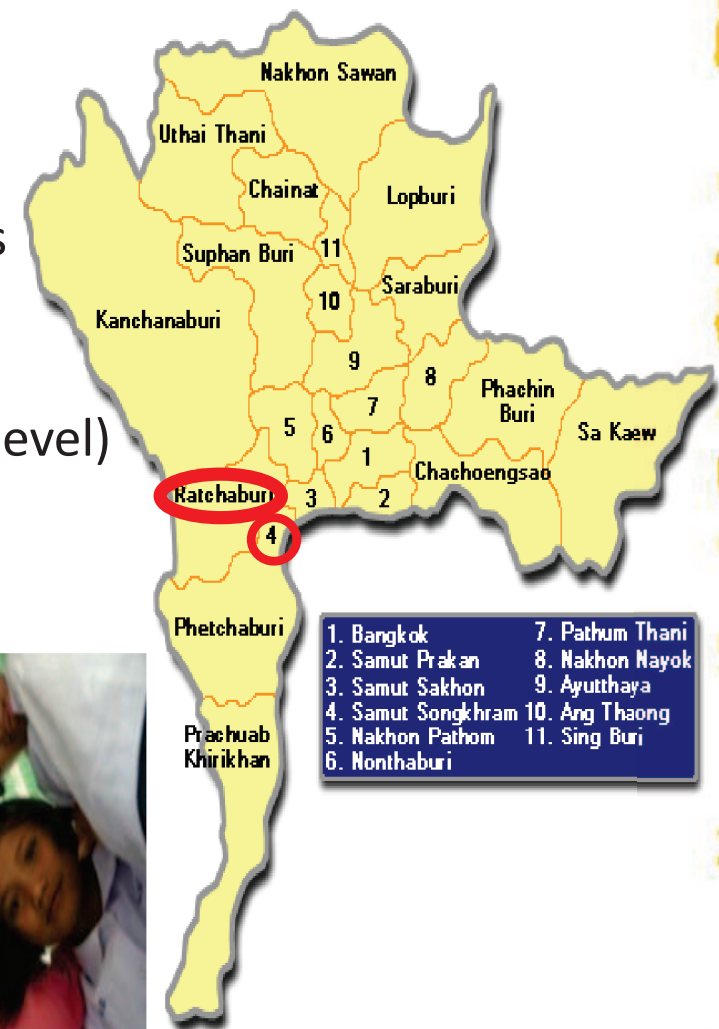 Nakhon Sawan
Uthai Thani
Chainat
Lopburi
s
Suphan Buri
11
Saraburi
10
Kanchanaburi
9
8
Phachin
Buri
7
5
6
Sa Kaew
evel)
1
Chachoengsao
Ratchaburi
3
2
4
Phetchaburi
1. Bangkok
2. Samut Prakan
3. Samut Sakhon
4. Samut Songkhram
5. Nakhon Pathom
6. Nonthaburi
7. Pathum Thani
8. Nakhon Nayok
9. Ayutthaya
10. Ang Thaong
11. Sing Buri
Prachuab
Khirikhan